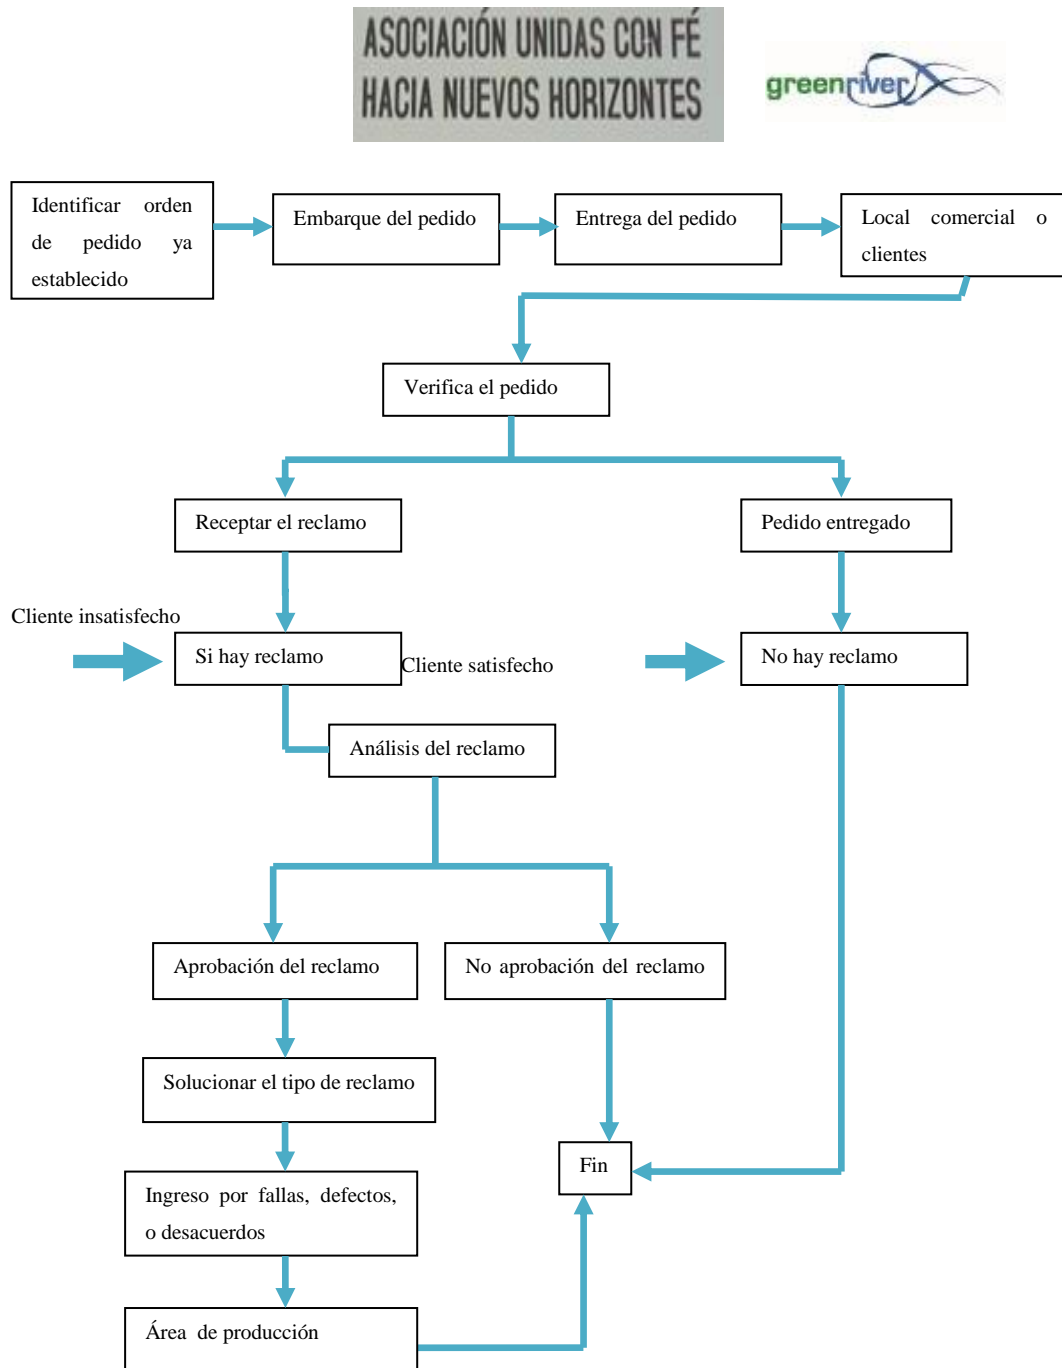 ASOCIACIÓN UNIDAS CON FÉ
HACIA NUEVOS HORIZONTES
greenriver
Identificar orden
de pedido ya
establecido
Embarque del pedido
Entrega del pedido
Local comercial o
clientes
Verifica el pedido
Receptar el reclamo
Pedido entregado
Cliente insatisfecho
Si hay reclamo
Cliente satisfecho
No hay reclamo
Análisis del reclamo
Aprobación del reclamo
No aprobación del reclamo
Solucionar el tipo de reclamo
Fin
Ingreso por fallas, defectos,
o desacuerdos
Área de producción